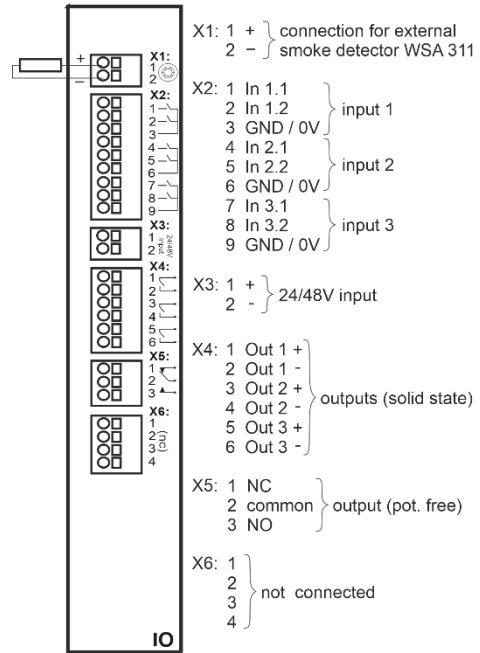 X1: 1 + connection for external
2 - smoke detector WSA 311
X2: 1 In 1.1
2 In 1.2 input 1
3 GND / 0V
4 In 2.1
5 In 2.2 input 2
6 GND / 0V
7 In 3.1
8 In 3.2 input 3
9 GND / 0V
X3: 1 +
2 - 24/48V input
X4: 1 Out 1 +
2 Out 1 -
3 Out 2 +
4 Out 2 - outputs (solid state)
5 Out 3 +
6 Out 3 -
X5: 1 NC
2 common output (pot. free)
3 NO
X6: 1
2
3 not connected
4
+
-
X1:
1
2
X2:
1
2
3
4
5
6
7
8
9
X3:
1
2
24/48V
input
X4:
1
2
3
4
5
6
X5:
1
2
3
X6:
1
2
3
4
(nc)
IO